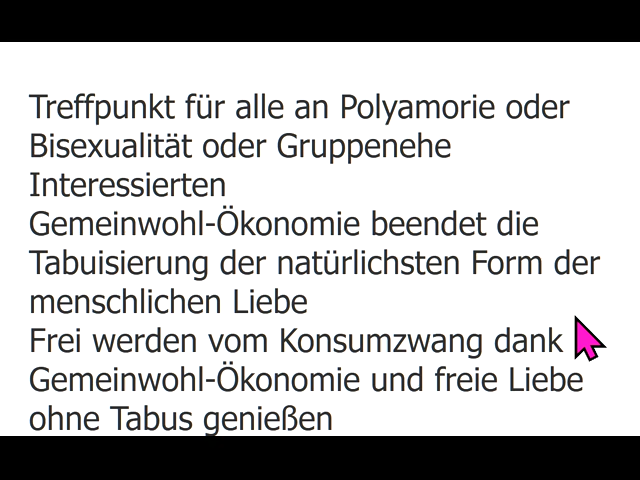 Treffpunkt für alle an Polyamorie oder
Bisexualität oder Gruppenehe
Interessierten
Gemeinwohl-Ökonomie beendet die
Tabuisierung der natürlichsten Form der
menschlichen Liebe
Frei werden vom Konsumzwang dank
Gemeinwohl-Ökonomie und freie Liebe
ohne Tabus genießen